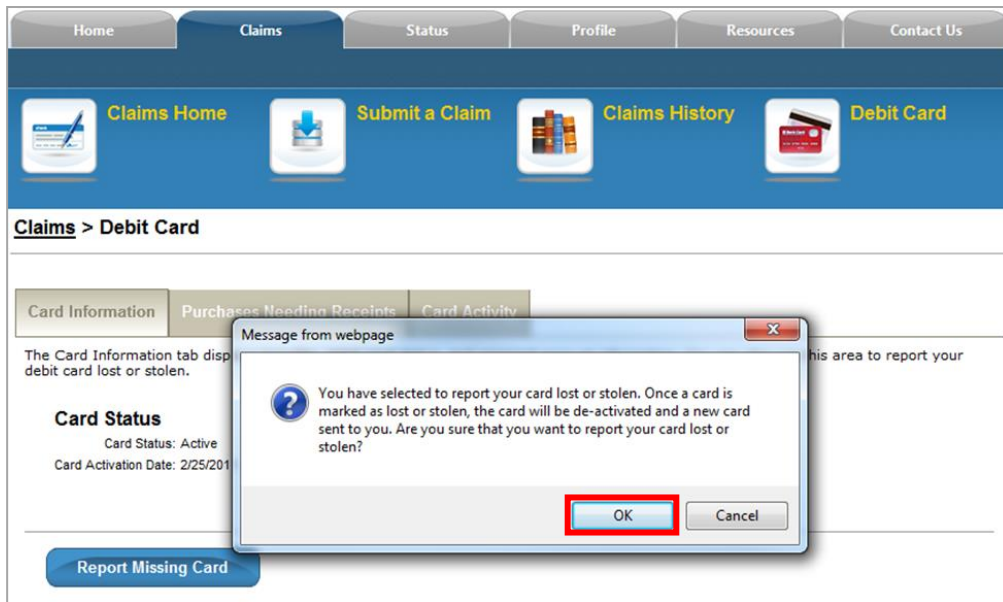 Home Claims Status Profile Resources Contact Us
Claims Home Submit a Claim Claims History Debit Card
Claims > Debit Card
Card Information Purchases Needing Receipts Card Activity
Message from webpage
The Card Information tab his area to report your
debit card lost or stolen.
You have selected to report your card lost or stolen. Once a card is
marked as lost or stolen, the card will be de-activated and a new card
sent to you. Are you sure that you want to report your card lost or
stolen?
Card Status
Card Status: Active
Card Activation Date: 2/25/201
OK Cancel
Report Missing Card